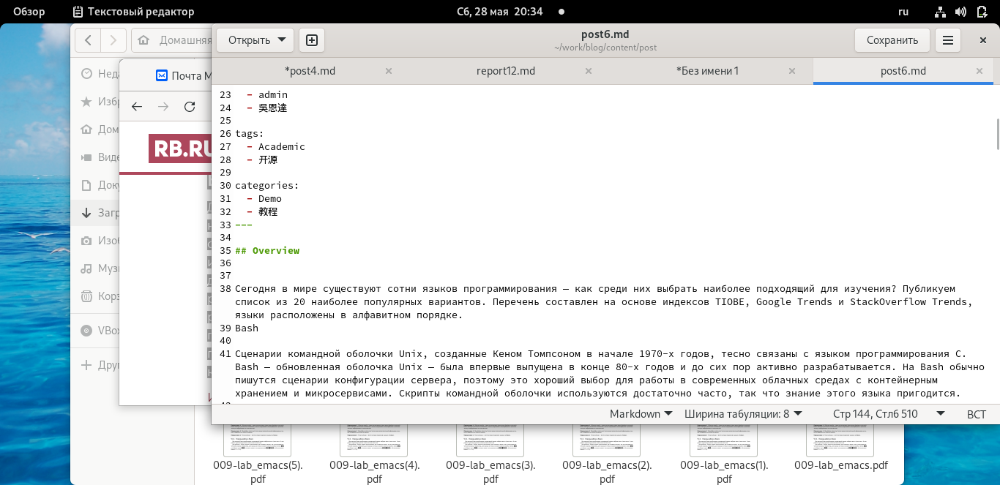 Обзор Текстовый редактор Сб, 28 мая 20:34 ru
Открыть post6.md Сохранить
~/work/blog/content/post
*post4.md report12.md *Без имени 1 post6.md
Домашняя
Почта М
RB.RU
VBox
23 - admin
24 - 吳恩達
25
26 tags:
27 - Academic
28 - 开源
29
30 categories:
31 - Demo
32 - 教程
33 ---
34
35 ## Overview
36
37
38 Сегодня в мире существуют сотни языков программирования — как среди них выбрать наиболее подходящий для изучения? Публикуем
список из 20 наиболее популярных вариантов. Перечень составлен на основе индексов TIOBE, Google Trends и StackOverflow Trends,
языки расположены в алфавитном порядке.
39 Bash
40
41 Сценарии командной оболочки Unix, созданные Кеном Томпсоном в начале 1970-х годов, тесно связаны с языком программирования C.
Bash — обновленная оболочка Unix — была впервые выпущена в конце 80-х годов и до сих пор активно разрабатывается. На Bash обычно
пишутся сценарии конфигурации сервера, поэтому это хороший выбор для работы в современных облачных средах с контейнерным
хранением и микросервисами. Скрипты командной оболочки используются достаточно часто, так что знание этого языка пригодится.
Markdown Ширина табуляции: 8 Стр 144, Стлб 510 ВСТ
009-lab_emacs(5).pdf
009-lab_emacs(4).pdf
009-lab_emacs(3).pdf
009-lab_emacs(2).pdf
009-lab_emacs(1).pdf
009-lab_emacs.pdf